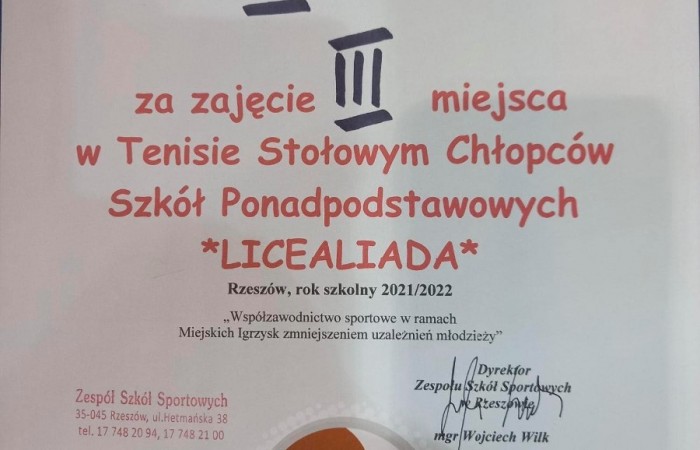 za zajęcie III miejsca
w Tenisie Stołowym Chłopców
Szkół Ponadpodstawowych
*LICEALIADA*
Rzeszów, rok szkolny 2021/2022
„Współzawodnictwo sportowe w ramach
Miejskich Igrzysk zmniejszeniem uzależnień młodzieży”
Dyrektor
Zespołu Szkół Sportowych
w Rzeszowie
mgr Wojciech Wilk
Zespół Szkół Sportowych
35-045 Rzeszów, ul.Hetmańska 38
tel. 17 748 20 94, 17 748 21 00